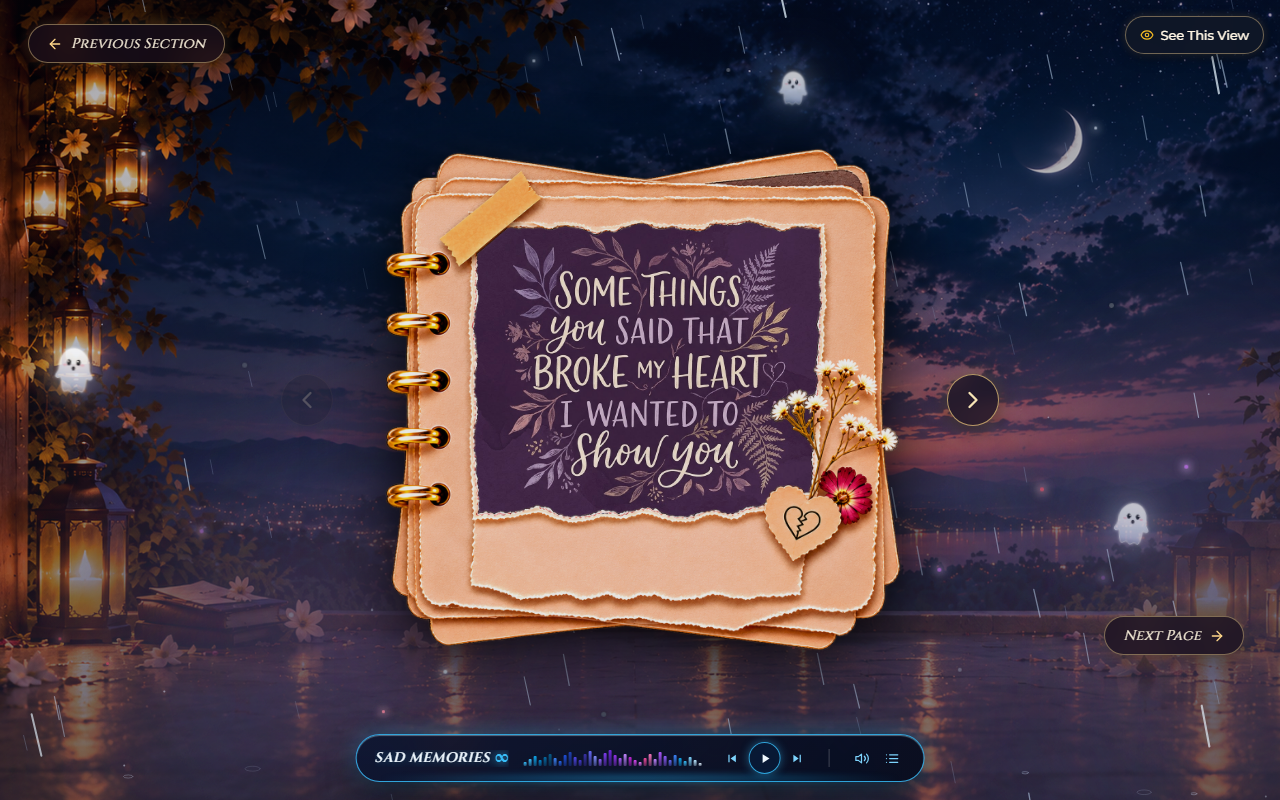 ← Previous Section
See This View
Some Things
You said that
broke my heart
I wanted to
show you
Next Page →
Sad Memories ∞